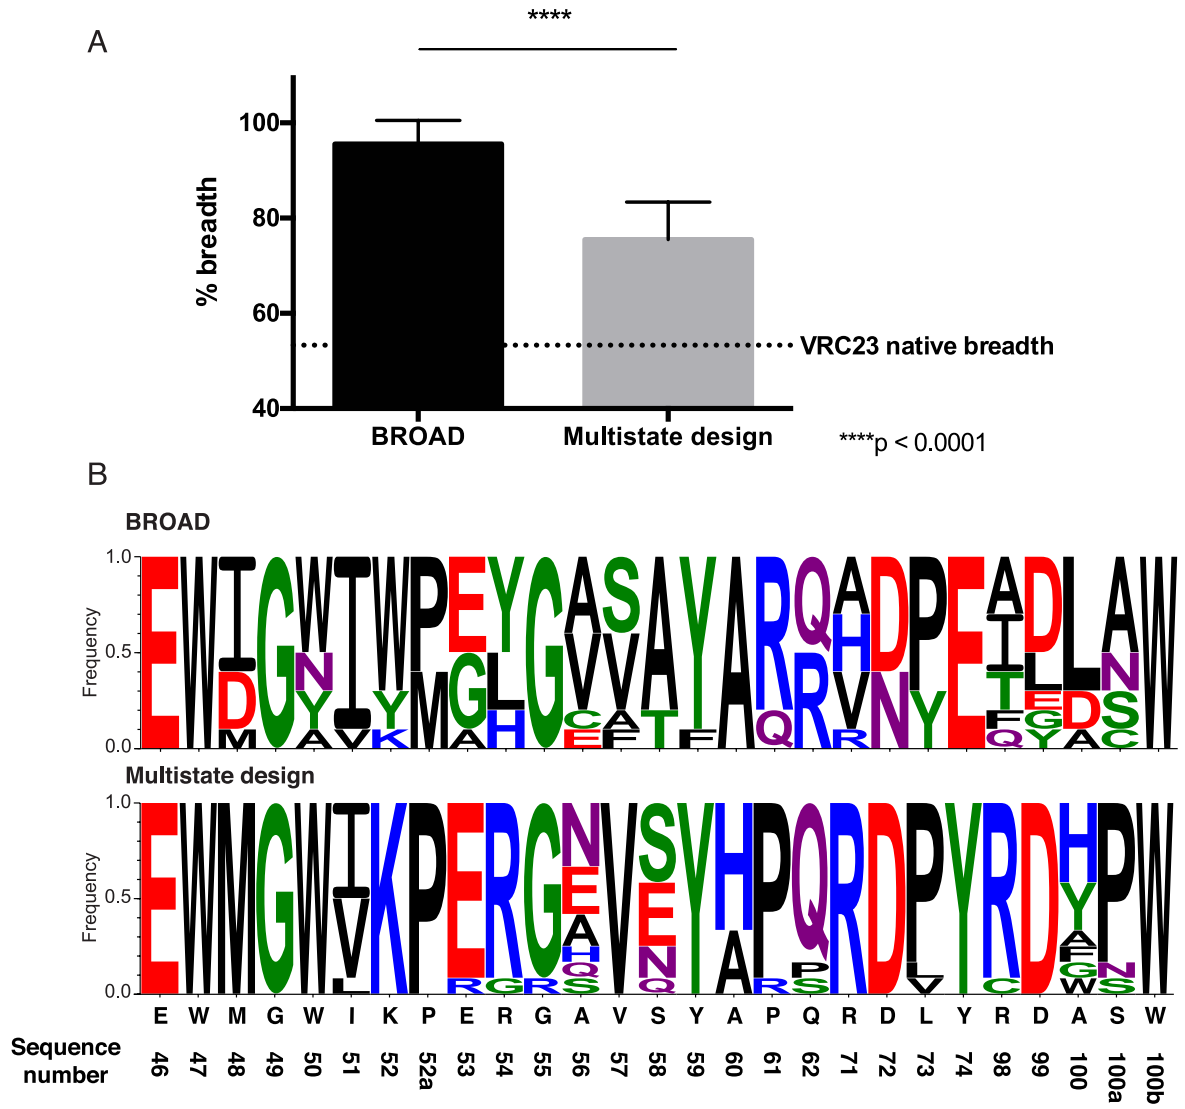 A
****
100
80
60
40
% breadth
VRC23 native breadth
BROAD Multistate design
****p < 0.0001
B
BROAD
1.0
0.5
0.0
Frequency
E W I G W I W P E Y G A S A Y A R Q A D P E A D L A W
D N V Y M G L V V T F Q R H N Y I L D N
M Y K A H C A V T E A S
A E F R F G C
Q Y
Multistate design
1.0
0.5
0.0
Frequency
E W M G W I K P E R G N V S Y H P Q R D P Y R D H P W
V R G R E E A R P L C Y N
L A N S V A S
H Q F
Q G
S W
E W M G W I K P E R G A V S Y A P Q R D L Y R D A S W
Sequence number
46 47 48 49 50 51 52 52a 53 54 55 56 57 58 59 60 61 62 71 72 73 74 98 99 100 100a 100b